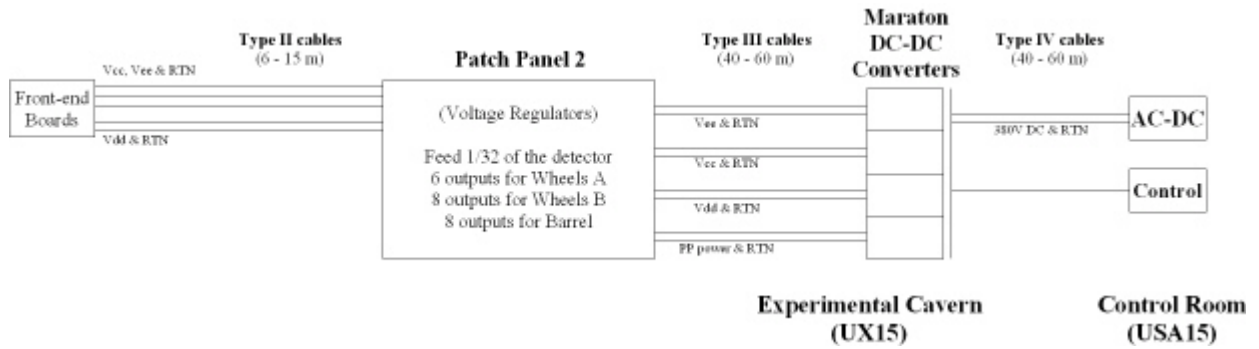 Type II cables
(6 - 15 m)
Patch Panel 2
Type III cables
(40 - 60 m)
Maraton
DC-DC
Converters
Type IV cables
(40 - 60 m)
Vcc, Vee & RTN
Front-end
Boards
Vdd & RTN
(Voltage Regulators)
Feed 1/32 of the detector
6 outputs for Wheels A
8 outputs for Wheels B
8 outputs for Barrel
Vee & RTN
Vcc & RTN
Vdd & RTN
PP power & RTN
380V DC & RTN
AC-DC
Control
Experimental Cavern
(UX15)
Control Room
(USA15)